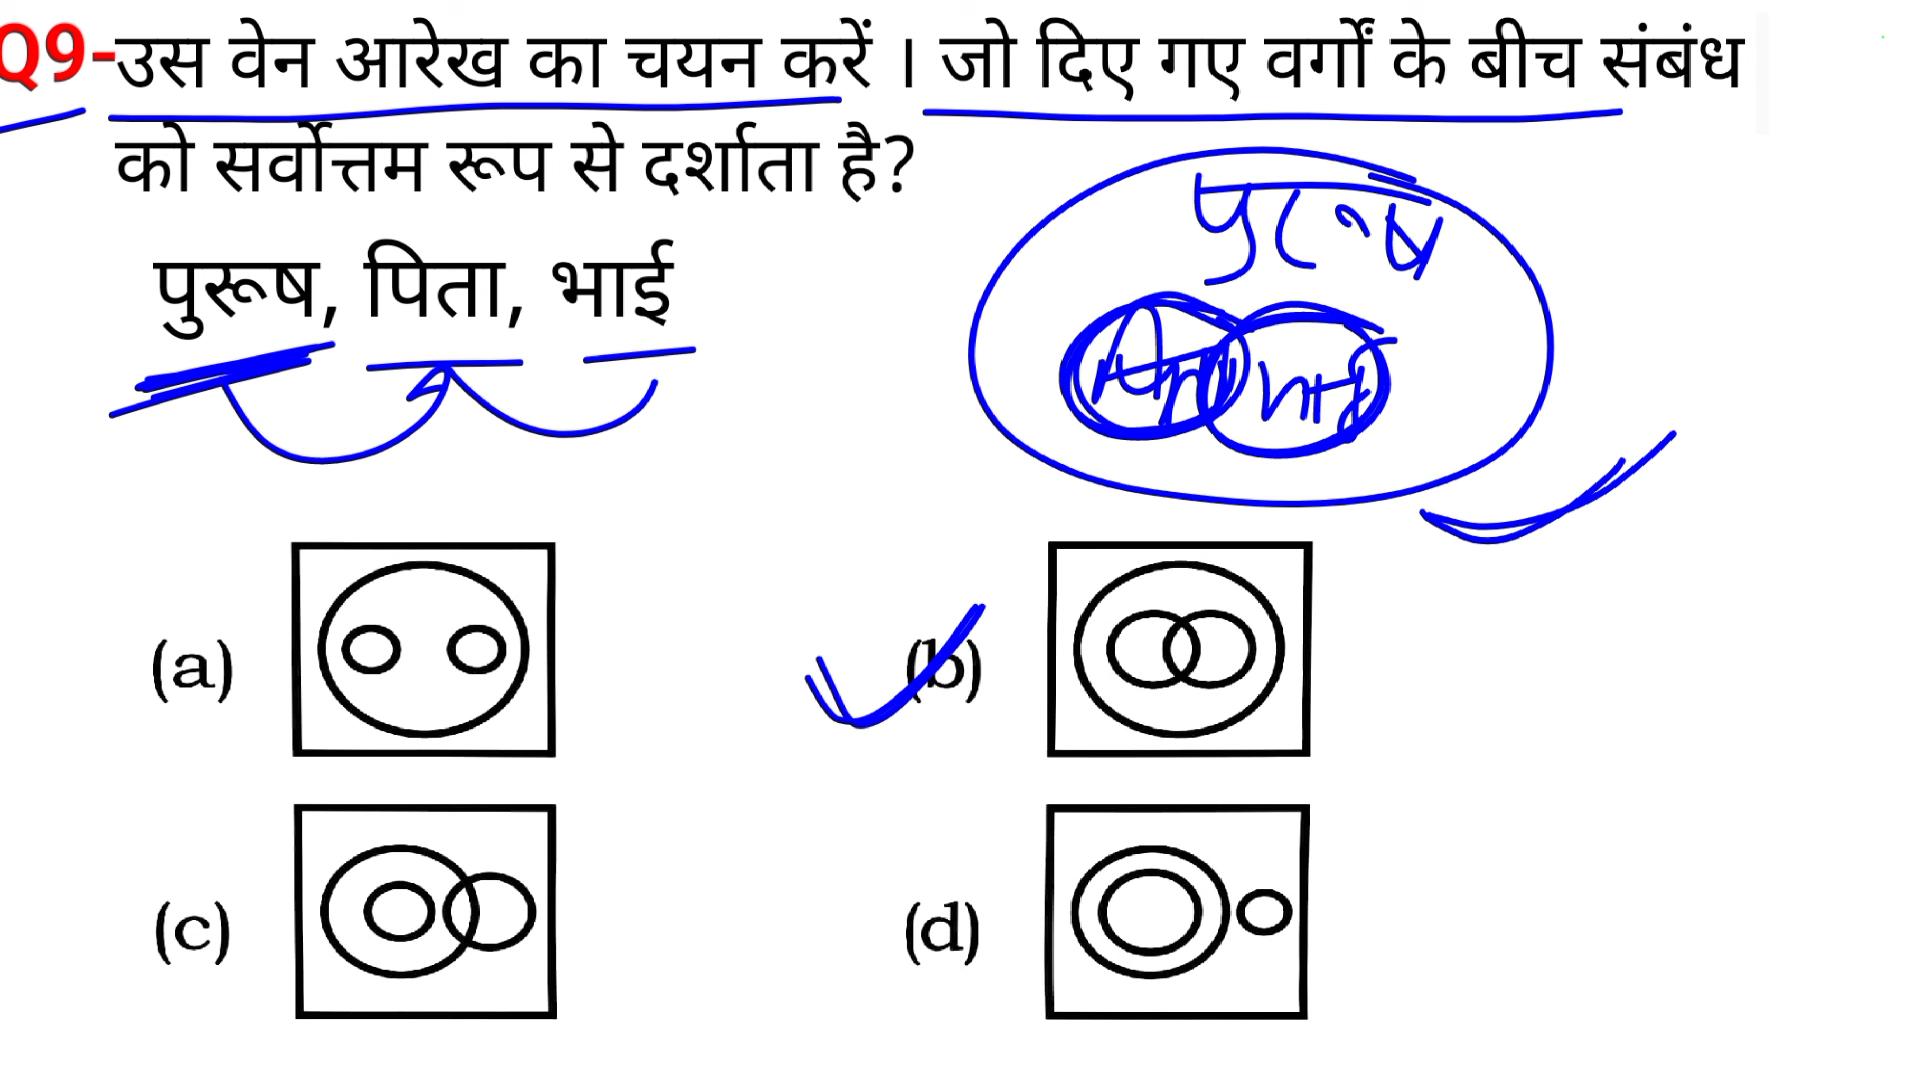 Q9-उस वेन आरेख का चयन करें । जो दिए गए वर्गों के बीच संबंध
को सर्वोत्तम रूप से दर्शाता है?
पुरूष
पुरूष, पिता, भाई
पिता भाई
(a)
(b)
(c)
(d)